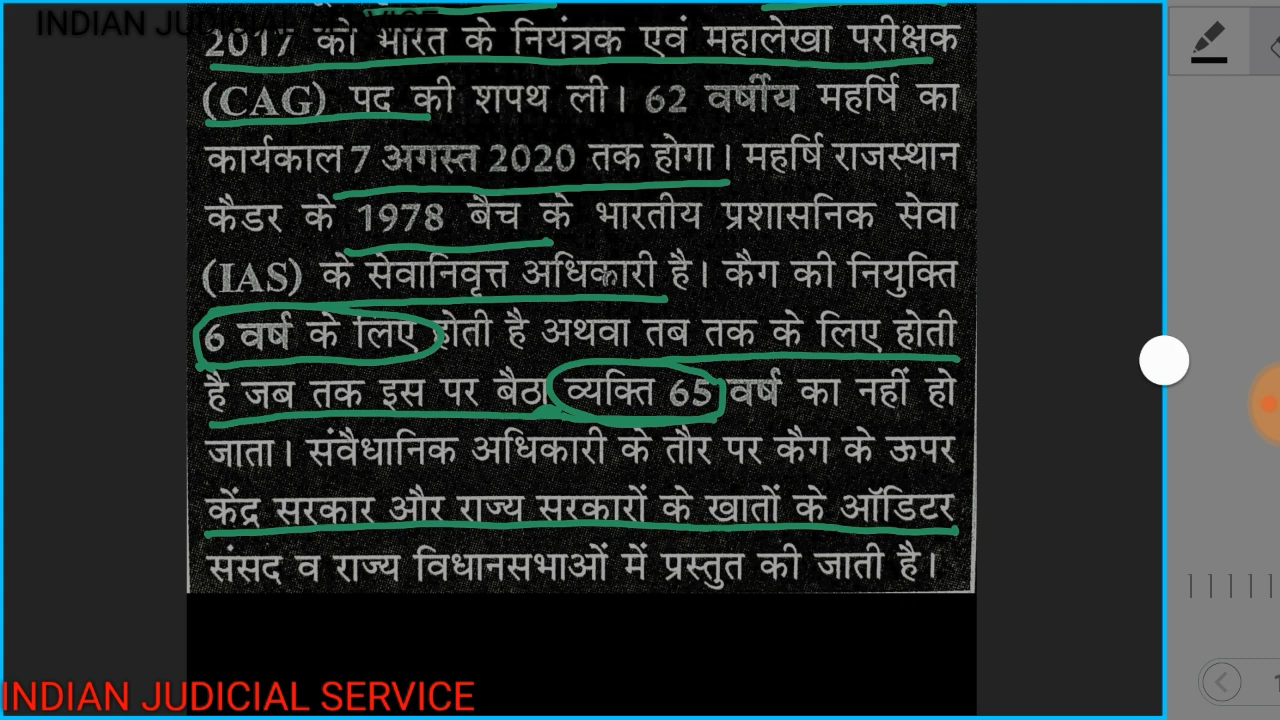 INDIAN JUDICIAL SERVICE
2017 को भारत के नियंत्रक एवं महालेखा परीक्षक
(CAG) पद की शपथ ली। 62 वर्षीय महर्षि का
कार्यकाल 7 अगस्त 2020 तक होगा। महर्षि राजस्थान
कैडर के 1978 बैच के भारतीय प्रशासनिक सेवा
(IAS) के सेवानिवृत्त अधिकारी है। कैग की नियुक्ति
6 वर्ष के लिए होती है अथवा तब तक के लिए होती
है जब तक इस पर बैठा व्यक्ति 65 वर्ष का नहीं हो
जाता। संवैधानिक अधिकारी के तौर पर कैग के ऊपर
केंद्र सरकार और राज्य सरकारों के खातों के ऑडिटर
संसद व राज्य विधानसभाओं में प्रस्तुत की जाती है।
INDIAN JUDICIAL SERVICE